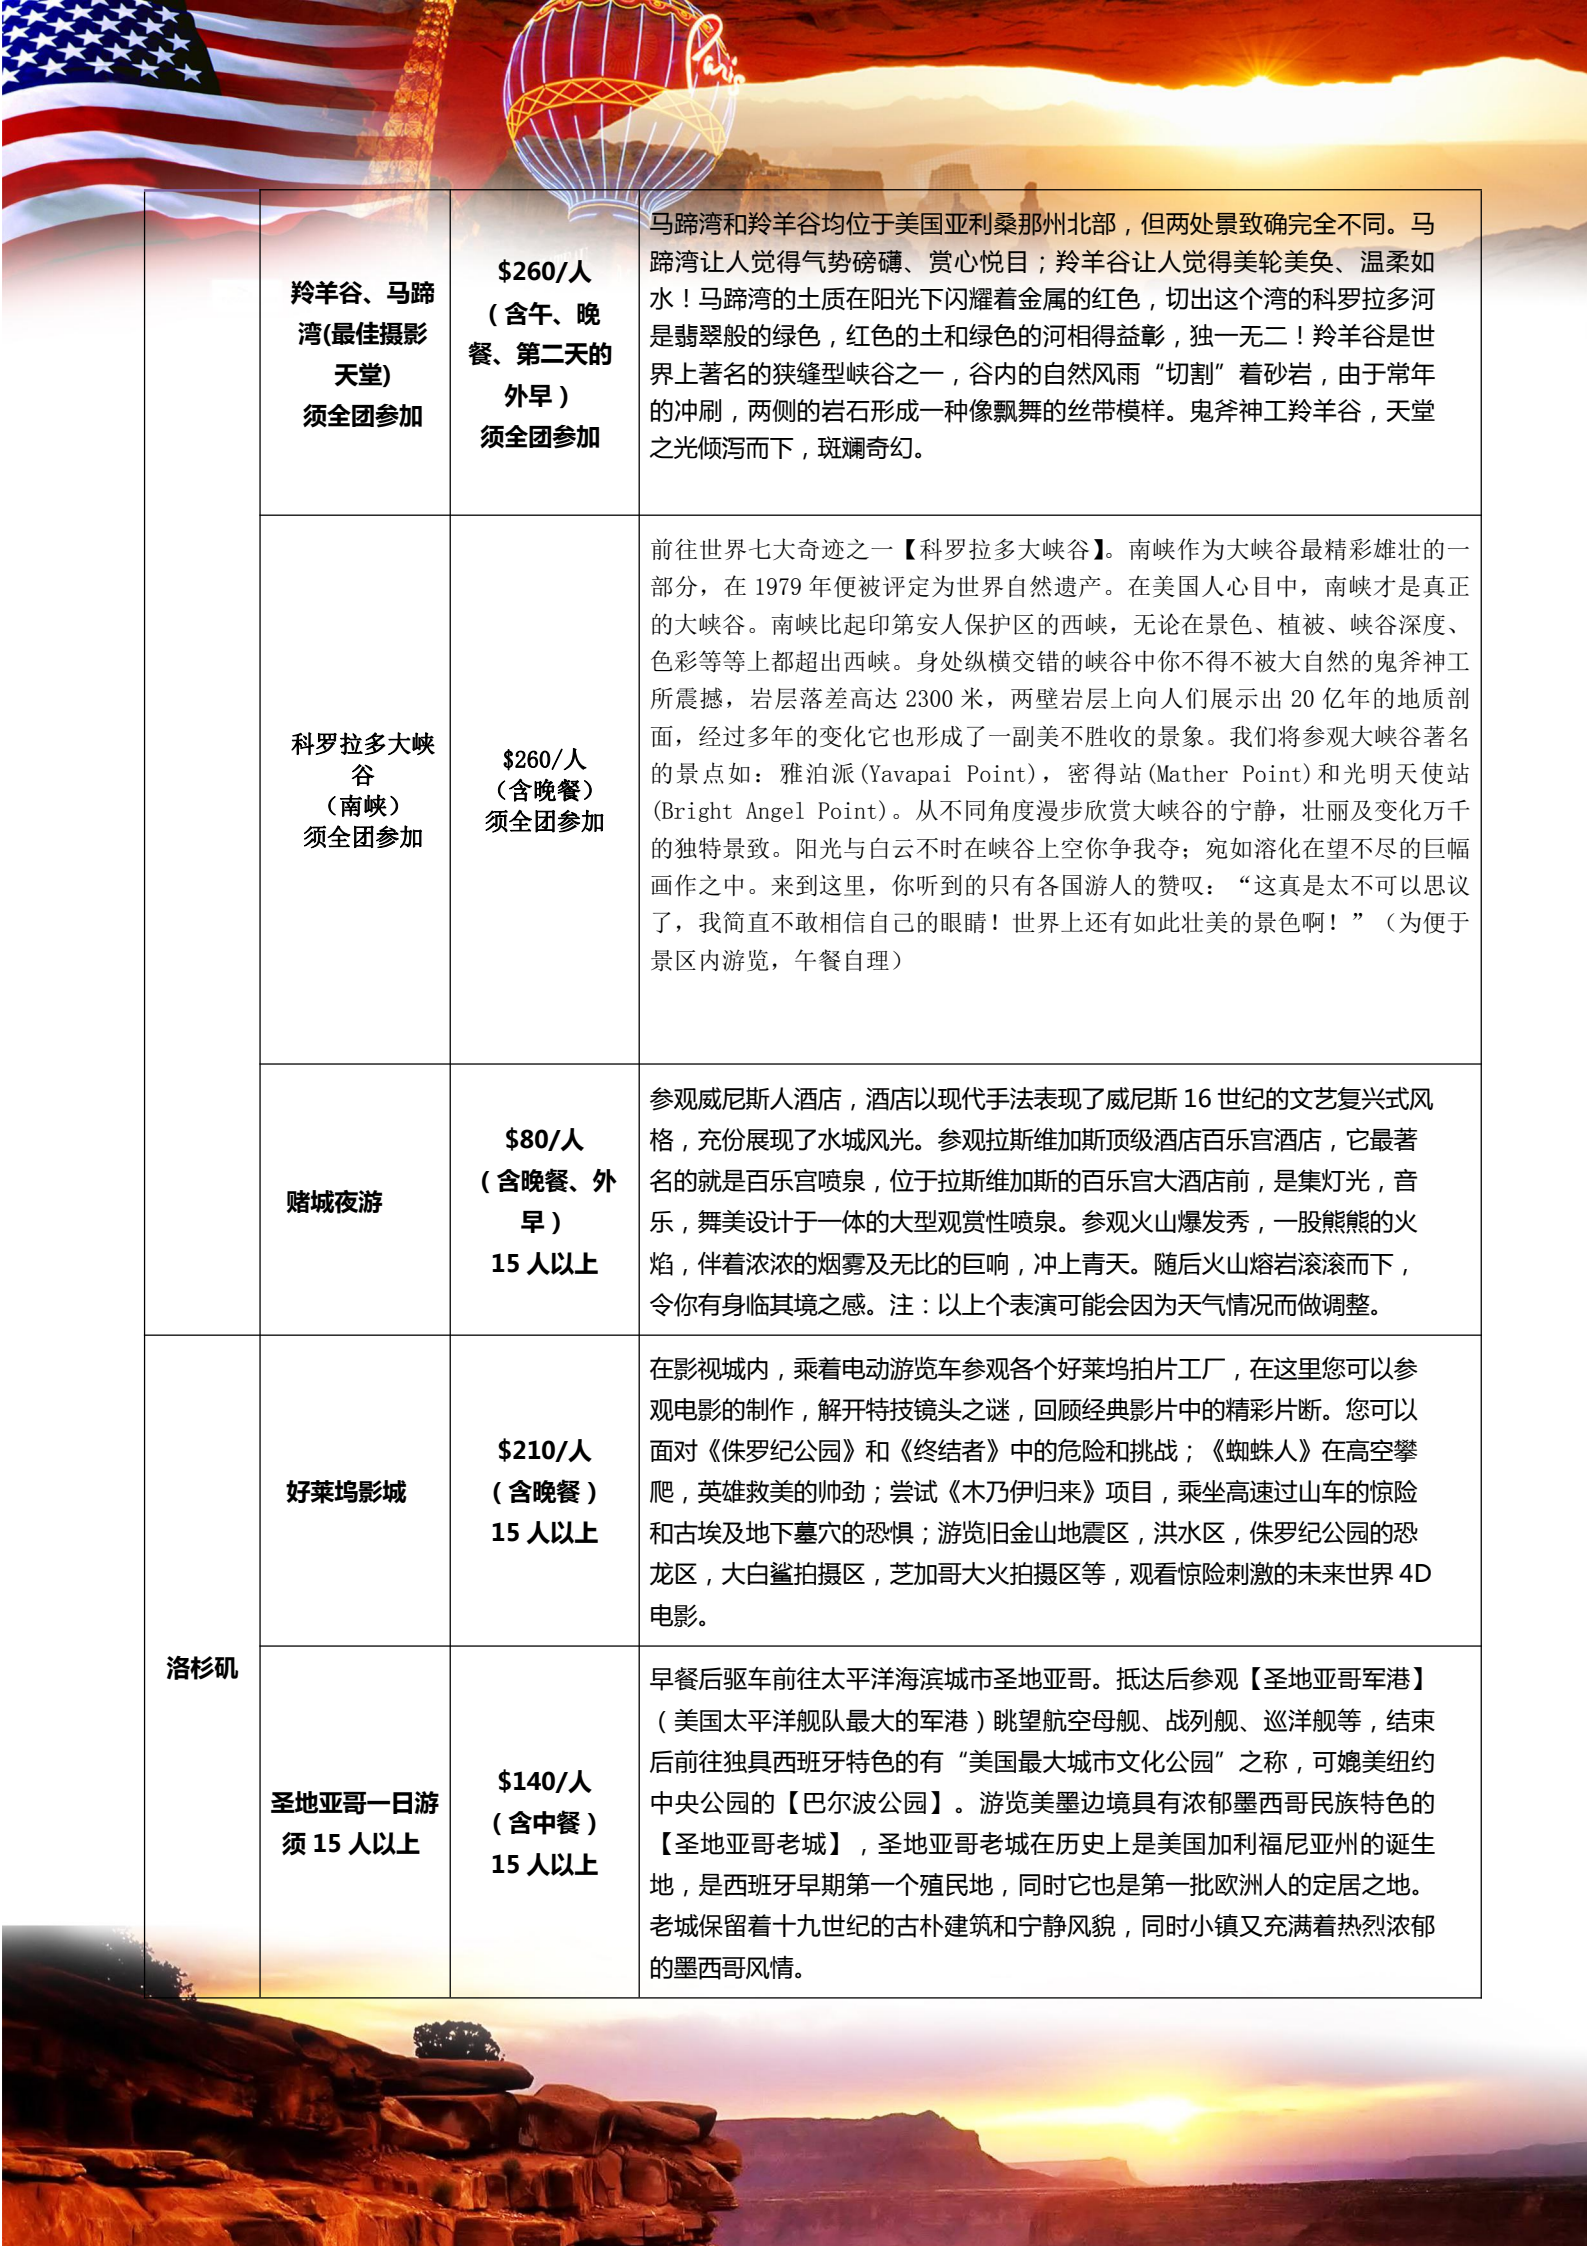 Paris
羚羊谷、马蹄
湾(最佳摄影
天堂)
须全团参加
$260/人
（含午、晚
餐、第二天的
外早）
须全团参加
马蹄湾和羚羊谷均位于美国亚利桑那州北部，但两处景致确完全不同。马
蹄湾让人觉得气势磅礴、赏心悦目；羚羊谷让人觉得美轮美奂、温柔如
水！马蹄湾的土质在阳光下闪耀着金属的红色，切出这个湾的科罗拉多河
是翡翠般的绿色，红色的土和绿色的河相得益彰，独一无二！羚羊谷是世
界上著名的狭缝型峡谷之一，谷内的自然风雨“切割”着砂岩，由于常年
的冲刷，两侧的岩石形成一种像飘舞的丝带模样。鬼斧神工羚羊谷，天堂
之光倾泻而下，斑斓奇幻。
科罗拉多大峡
谷
（南峡）
须全团参加
$260/人
（含晚餐）
须全团参加
前往世界七大奇迹之一【科罗拉多大峡谷】。南峡作为大峡谷最精彩雄壮的一
部分，在 1979 年便被评定为世界自然遗产。在美国人心目中，南峡才是真正
的大峡谷。南峡比起印第安人保护区的西峡，无论在景色、植被、峡谷深度、
色彩等等上都超出西峡。身处纵横交错的峡谷中你不得不被大自然的鬼斧神工
所震撼，岩层落差高达 2300 米，两壁岩层上向人们展示出 20 亿年的地质剖
面，经过多年的变化它也形成了一副美不胜收的景象。我们将参观大峡谷著名
的景点如：雅泊派(Yavapai Point)，密得站(Mather Point)和光明天使站
(Bright Angel Point)。从不同角度漫步欣赏大峡谷的宁静，壮丽及变化万千
的独特景致。阳光与白云不时在峡谷上空你争我夺；宛如溶化在望不尽的巨幅
画作之中。来到这里，你听到的只有各国游人的赞叹：“这真是太不可以思议
了，我简直不敢相信自己的眼睛！世界上还有如此壮美的景色啊！”（为便于
景区内游览，午餐自理）
赌城夜游
$80/人
（含晚餐、外
早）
15 人以上
参观威尼斯人酒店，酒店以现代手法表现了威尼斯 16 世纪的文艺复兴式风
格，充份展现了水城风光。参观拉斯维加斯顶级酒店百乐宫酒店，它最著
名的就是百乐宫喷泉，位于拉斯维加斯的百乐宫大酒店前，是集灯光，音
乐，舞美设计于一体的大型观赏性喷泉。参观火山爆发秀，一股熊熊的火
焰，伴着浓浓的烟雾及无比的巨响，冲上青天。随后火山熔岩滚滚而下，
令你有身临其境之感。注：以上个表演可能会因为天气情况而做调整。
洛杉矶
好莱坞影城
$210/人
（含晚餐）
15 人以上
在影视城内，乘着电动游览车参观各个好莱坞拍片工厂，在这里您可以参
观电影的制作，解开特技镜头之谜，回顾经典影片中的精彩片断。您可以
面对《侏罗纪公园》和《终结者》中的危险和挑战；《蜘蛛人》在高空攀
爬，英雄救美的帅劲；尝试《木乃伊归来》项目，乘坐高速过山车的惊险
和古埃及地下墓穴的恐惧；游览旧金山地震区，洪水区，侏罗纪公园的恐
龙区，大白鲨拍摄区，芝加哥大火拍摄区等，观看惊险刺激的未来世界 4D
电影。
圣地亚哥一日游
须 15 人以上
$140/人
（含中餐）
15 人以上
早餐后驱车前往太平洋海滨城市圣地亚哥。抵达后参观【圣地亚哥军港】
（美国太平洋舰队最大的军港）眺望航空母舰、战列舰、巡洋舰等，结束
后前往独具西班牙特色的有“美国最大城市文化公园”之称，可媲美纽约
中央公园的【巴尔波公园】。游览美墨边境具有浓郁墨西哥民族特色的
【圣地亚哥老城】，圣地亚哥老城在历史上是美国加利福尼亚州的诞生
地，是西班牙早期第一个殖民地，同时它也是第一批欧洲人的定居之地。
老城保留着十九世纪的古朴建筑和宁静风貌，同时小镇又充满着热烈浓郁
的墨西哥风情。